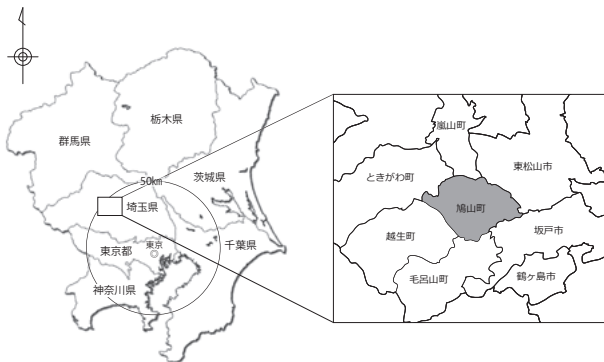 栃木県
群馬県
茨城県
50km
埼玉県
東京
東京都
千葉県
神奈川県
嵐山町
東松山市
ときがわ町
鳩山町
坂戸市
越生町
毛呂山町
鶴ヶ島市